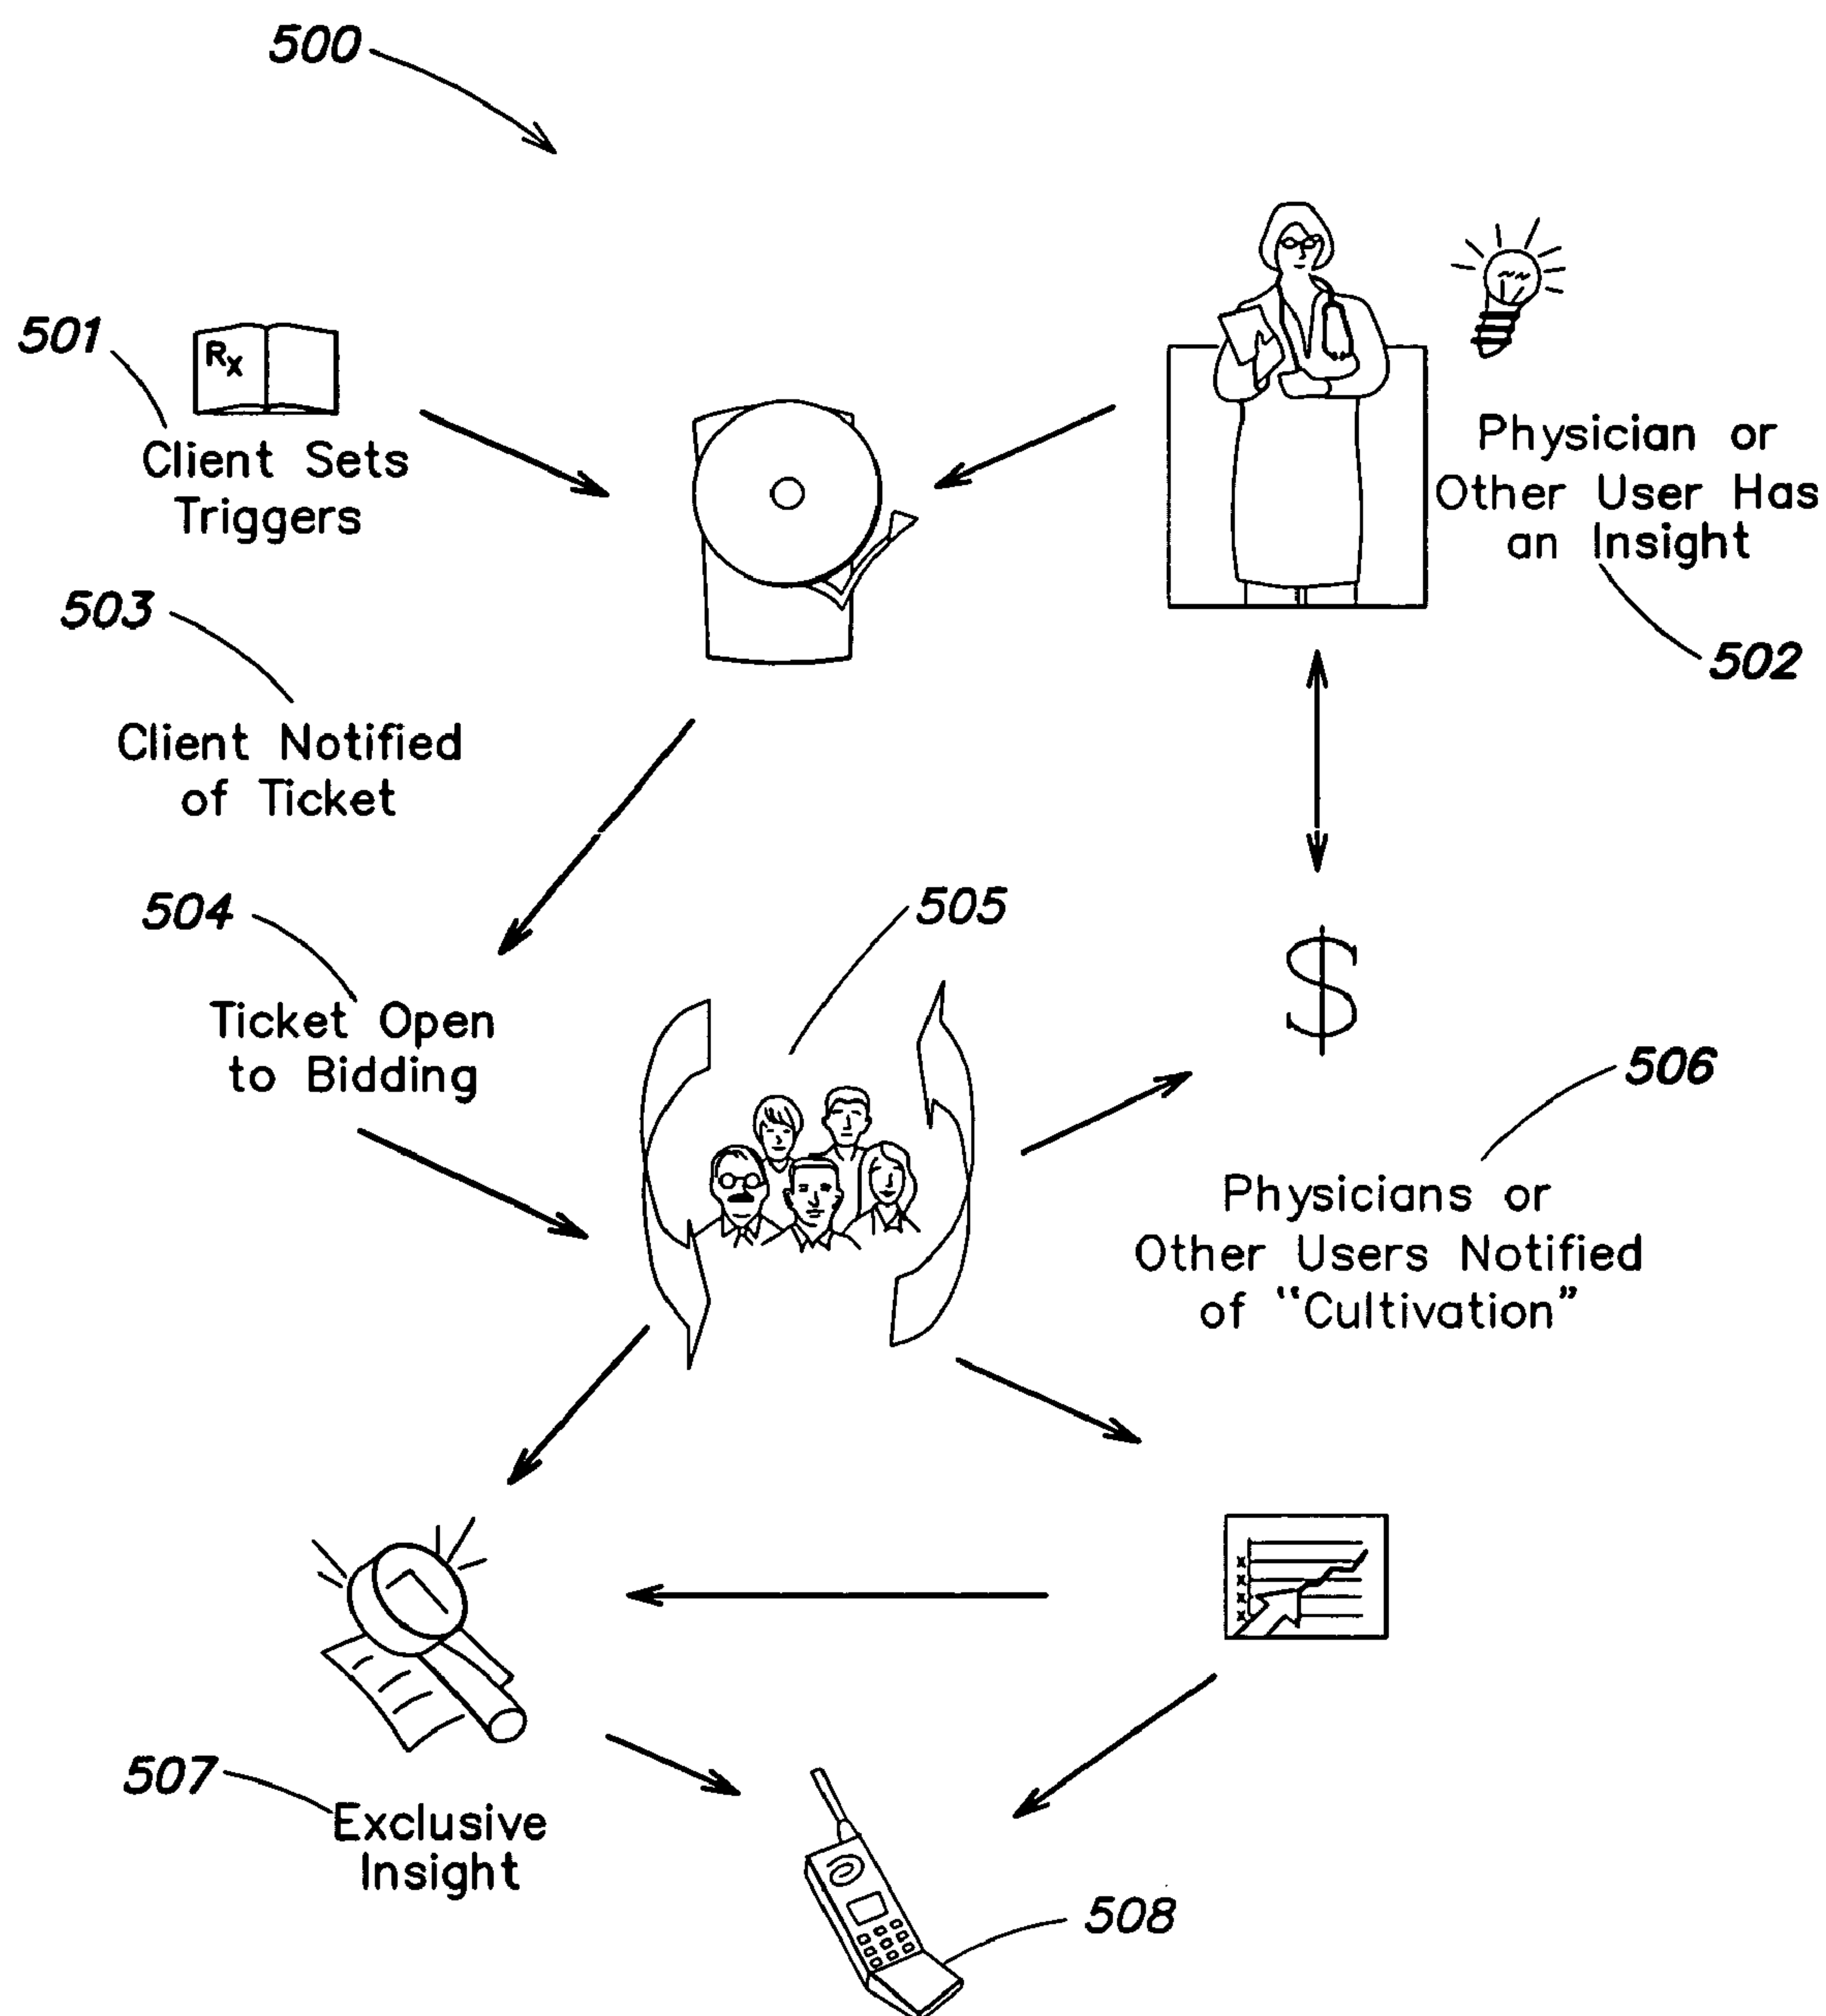 500
501
Rx
Client Sets
Triggers
Physician or
Other User Has
an Insight
502
503
Client Notified
of Ticket
504
Ticket Open
to Bidding
505
$
506
Physicians or
Other Users Notified
of “Cultivation”
x
x
x
x
507
Exclusive
Insight
508